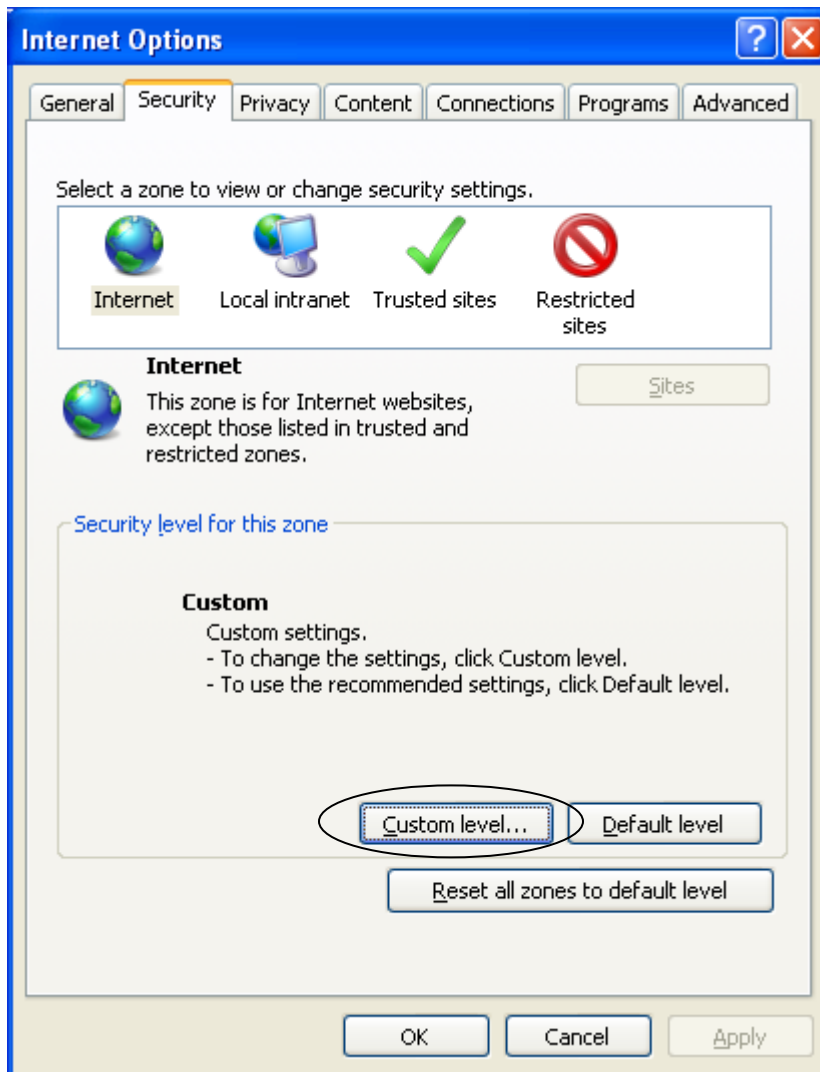 Internet Options
?
General Security Privacy Content Connections Programs Advanced
Select a zone to view or change security settings.
Internet Local intranet Trusted sites Restricted sites
Internet
Sites
This zone is for Internet websites,
except those listed in trusted and
restricted zones.
Security level for this zone
Custom
Custom settings.
- To change the settings, click Custom level.
- To use the recommended settings, click Default level.
Custom level... Default level
Reset all zones to default level
OK Cancel Apply